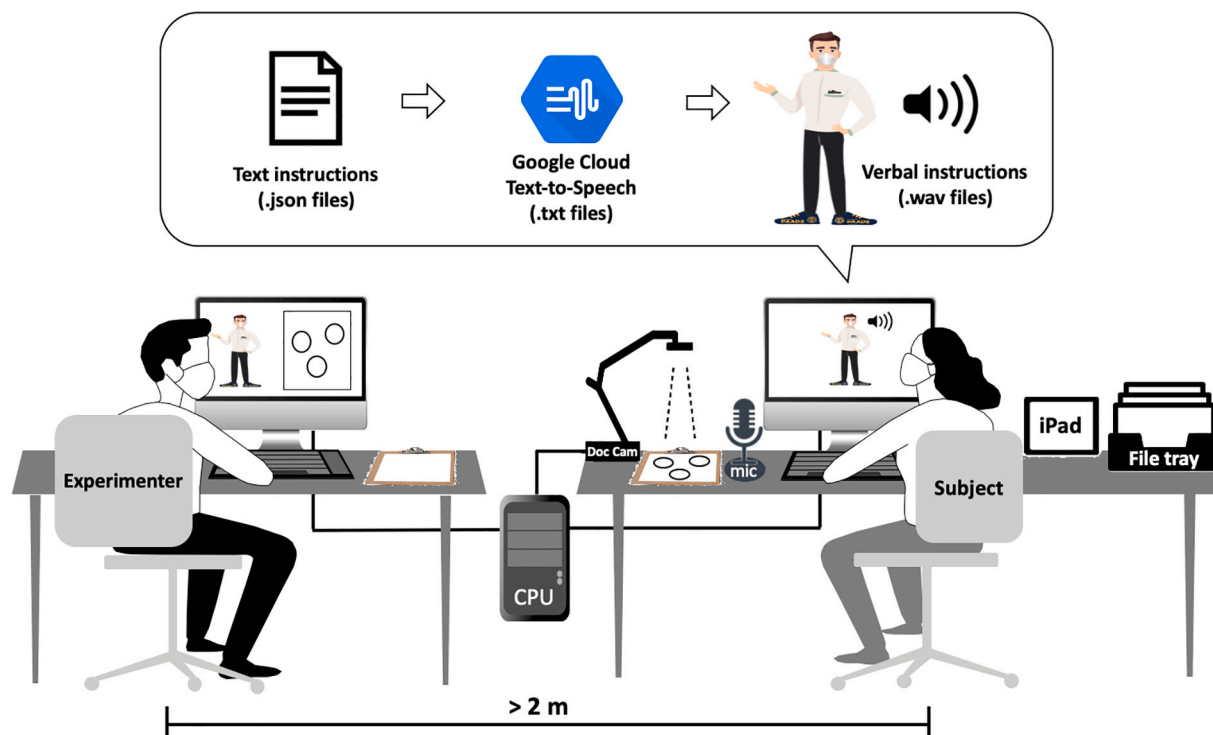 Text instructions
(.json files)
Google Cloud
Text-to-Speech
(.txt files)
Verbal instructions
(.wav files)
Experimenter
Doc Cam
mic
CPU
Subject
iPad
File tray
> 2 m